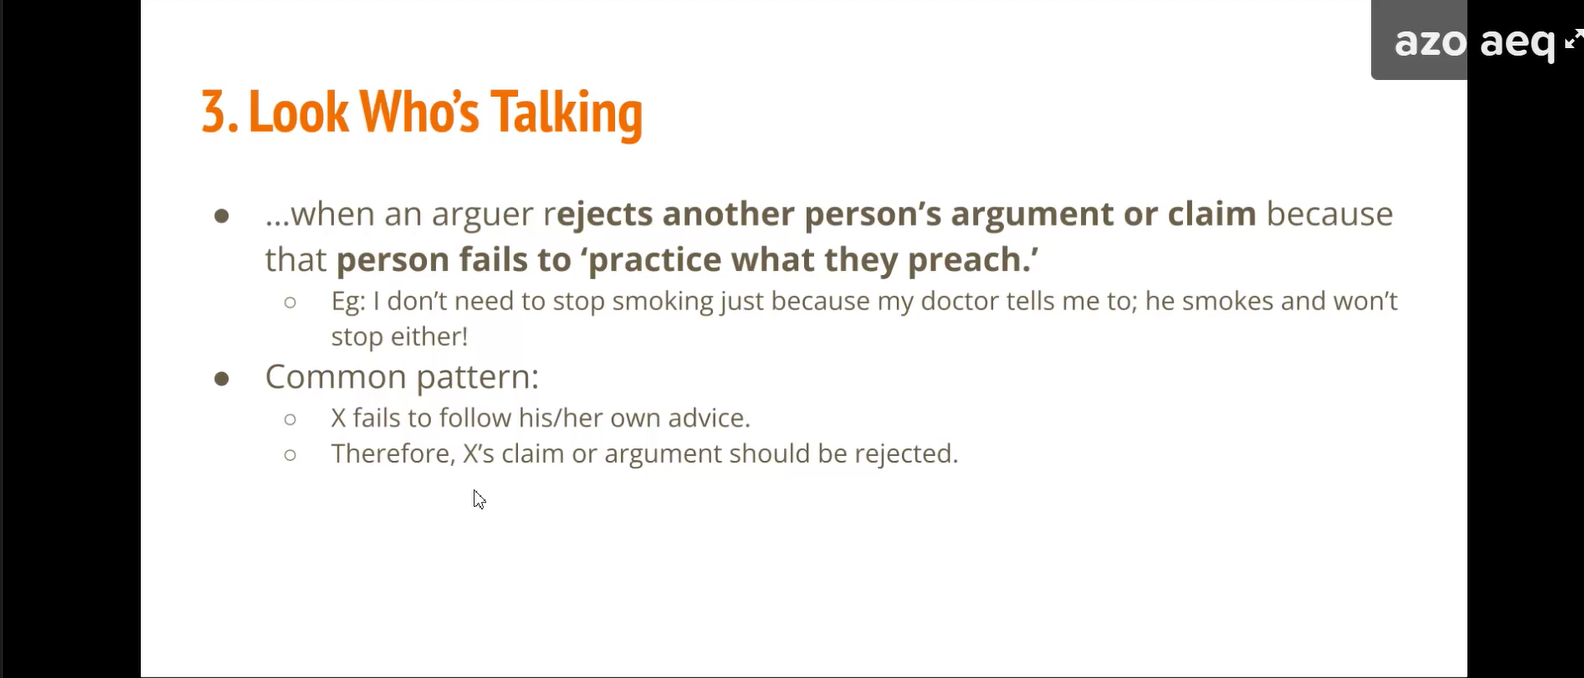 azo aeq
3. Look Who’s Talking
● ...when an arguer rejects another person’s argument or claim because
that person fails to ‘practice what they preach.’
○ Eg: I don’t need to stop smoking just because my doctor tells me to; he smokes and won’t
stop either!
● Common pattern:
○ X fails to follow his/her own advice.
○ Therefore, X’s claim or argument should be rejected.